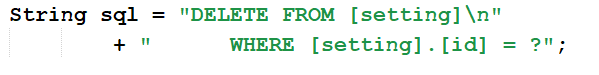 String sql = "DELETE FROM [setting]\n"
+ "     WHERE [setting].[id] = ?";